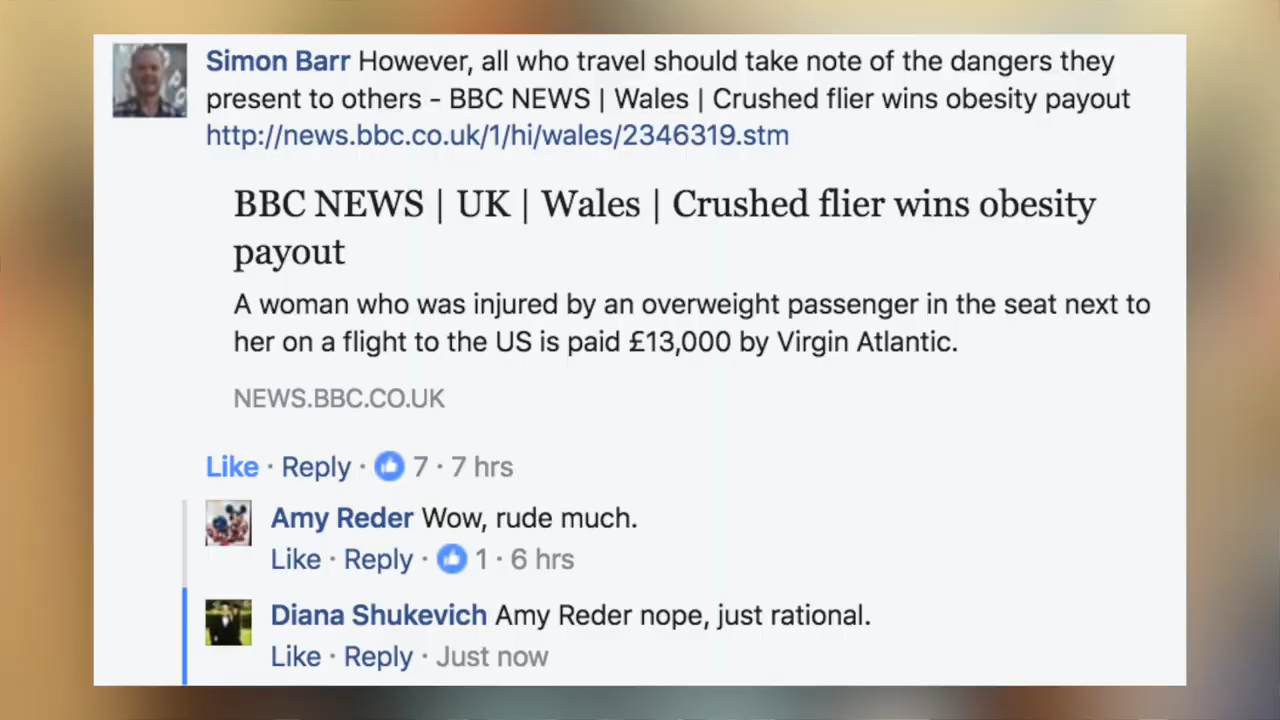 Simon Barr However, all who travel should take note of the dangers they
present to others - BBC NEWS | Wales | Crushed flier wins obesity payout
http://news.bbc.co.uk/1/hi/wales/2346319.stm
BBC NEWS | UK | Wales | Crushed flier wins obesity
payout
A woman who was injured by an overweight passenger in the seat next to
her on a flight to the US is paid £13,000 by Virgin Atlantic.
NEWS.BBC.CO.UK
Like · Reply · 7 · 7 hrs
Amy Reder Wow, rude much.
Like · Reply · 1 · 6 hrs
Diana Shukevich Amy Reder nope, just rational.
Like · Reply · Just now